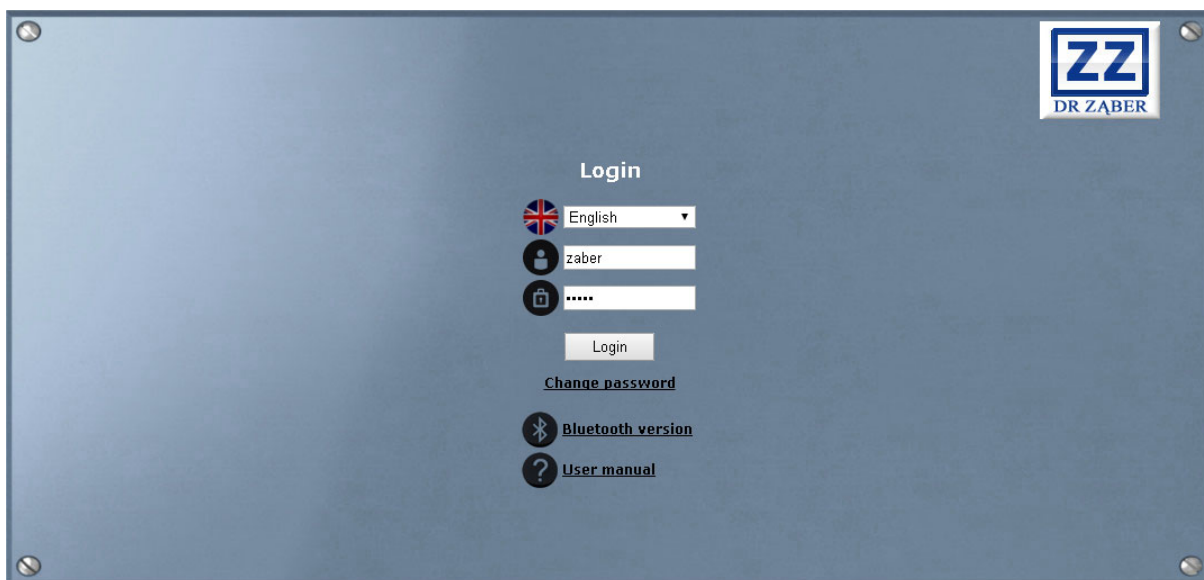 ZZ
DR ZĄBER
Login
English
zaber
•••••
Login
Change password
Bluetooth version
User manual